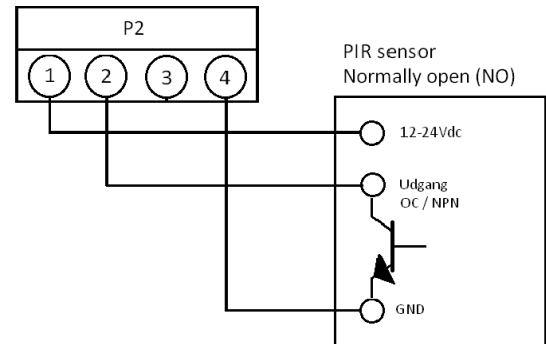 P2
1 2 3 4
PIR sensor
Normally open (NO)
12-24Vdc
Udgang
OC / NPN
GND